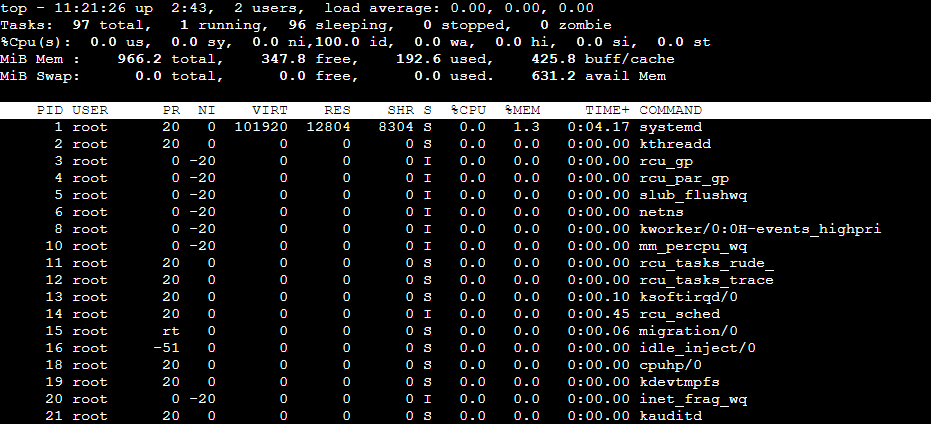 top - 11:21:26 up  2:43,  2 users,  load average: 0.00, 0.00, 0.00
Tasks:  97 total,   1 running,  96 sleeping,   0 stopped,   0 zombie
%Cpu(s):  0.0 us,  0.0 sy,  0.0 ni,100.0 id,  0.0 wa,  0.0 hi,  0.0 si,  0.0 st
MiB Mem :    966.2 total,    347.8 free,    192.6 used,    425.8 buff/cache
MiB Swap:      0.0 total,      0.0 free,      0.0 used.    631.2 avail Mem
PID USER      PR  NI    VIRT    RES    SHR S  %CPU  %MEM     TIME+ COMMAND
1 root      20   0  101920  12804   8304 S   0.0   1.3   0:04.17 systemd
2 root      20   0       0      0      0 S   0.0   0.0   0:00.00 kthreadd
3 root       0 -20       0      0      0 I   0.0   0.0   0:00.00 rcu_gp
4 root       0 -20       0      0      0 I   0.0   0.0   0:00.00 rcu_par_gp
5 root       0 -20       0      0      0 I   0.0   0.0   0:00.00 slub_flushwq
6 root       0 -20       0      0      0 I   0.0   0.0   0:00.00 netns
8 root       0 -20       0      0      0 I   0.0   0.0   0:00.00 kworker/0:0H-events_highpri
10 root       0 -20       0      0      0 I   0.0   0.0   0:00.00 mm_percpu_wq
11 root      20   0       0      0      0 S   0.0   0.0   0:00.00 rcu_tasks_rude_
12 root      20   0       0      0      0 S   0.0   0.0   0:00.00 rcu_tasks_trace
13 root      20   0       0      0      0 S   0.0   0.0   0:00.10 ksoftirqd/0
14 root      20   0       0      0      0 I   0.0   0.0   0:00.45 rcu_sched
15 root      rt   0       0      0      0 S   0.0   0.0   0:00.06 migration/0
16 root     -51   0       0      0      0 S   0.0   0.0   0:00.00 idle_inject/0
18 root      20   0       0      0      0 S   0.0   0.0   0:00.00 cpuhp/0
19 root      20   0       0      0      0 S   0.0   0.0   0:00.00 kdevtmpfs
20 root       0 -20       0      0      0 I   0.0   0.0   0:00.00 inet_frag_wq
21 root      20   0       0      0      0 S   0.0   0.0   0:00.00 kauditd